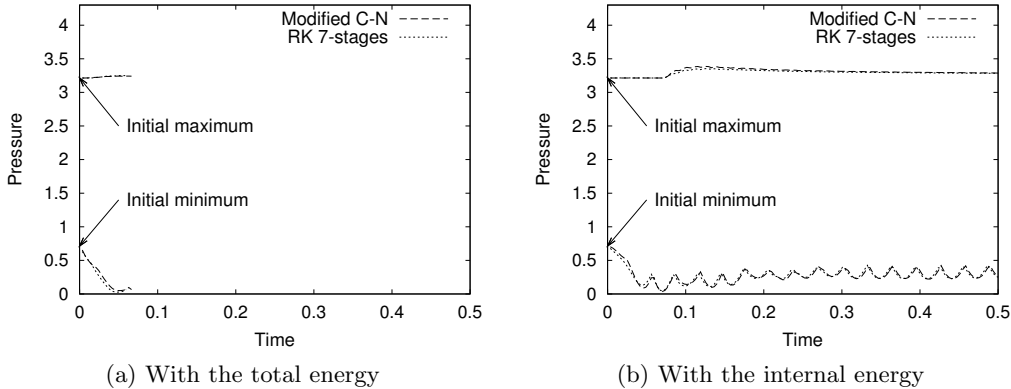 4
3.5
3
2.5
2
1.5
1
0.5
0
Pressure
Modified C-N
RK 7-stages
Initial maximum
Initial minimum
0 0.1 0.2 0.3 0.4 0.5
Time
(a) With the total energy
4
3.5
3
2.5
2
1.5
1
0.5
0
Pressure
Modified C-N
RK 7-stages
Initial maximum
Initial minimum
0 0.1 0.2 0.3 0.4 0.5
Time
(b) With the internal energy